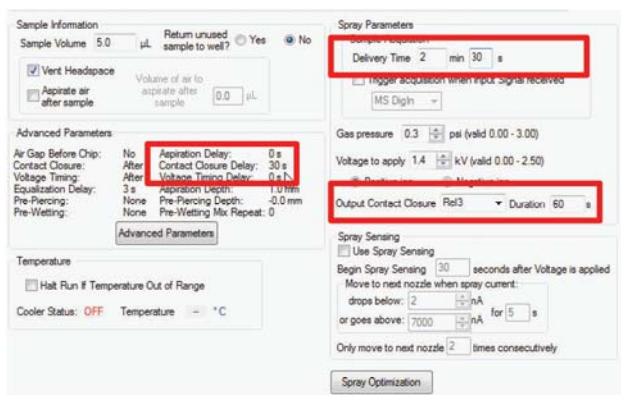 Sample Information
Sample Volume 5.0 µL Return unused sample to well? Yes No
Vent Headspace
Aspirate air after sample
Volume of air to aspirate after sample 0.0 µL
Advanced Parameters
Air Gap Before Chip: No Aspiration Delay: 0 s
Contact Closure: After Contact Closure Delay: 30 s
Voltage Timing: After Voltage Timing Delay: 0 s
Equalization Delay: 3 s Aspiration Depth: 1.0 mm
Pre-Piercing: None Pre-Piercing Depth: -0.0 mm
Pre-Wetting: None Pre-Wetting Mix Repeat: 0
Advanced Parameters
Temperature
Halt Run If Temperature Out of Range
Cooler Status: OFF Temperature – °C
Spray Parameters
Sample Acquisition
Delivery Time 2 min 30 s
Trigger acquisition when Input Signal received
MS DigIn
Gas pressure 0.3 psi (valid 0.00 - 3.00)
Voltage to apply 1.4 kV (valid 0.00 - 2.50)
Output Contact Closure Rel3 Duration 60 s
Spray Sensing
Use Spray Sensing
Begin Spray Sensing 30 seconds after Voltage is applied
Move to next nozzle when spray current:
drops below: 2 nA
or goes above: 7000 nA for 5 s
Only move to next nozzle 2 times consecutively
Spray Optimization